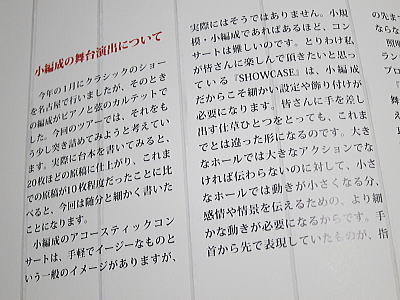 小編成の舞台演出について
今年の1月にクラシックのショー
を名古屋で行いましたが、そのとき
の編成がピアノと弦のカルテットで
した。今回のツアーでは、それをも
う少し突き詰めてみようと考えてい
ます。実際に台本を書いてみると、
20枚ほどの原稿に仕上がり、これま
での原稿が10枚程度だったことに比
べると、今回は随分と細かく書いた
ことになります。
小編成のアコースティックコン
サートは、手軽でイージーなものと
いう一般のイメージがありますが、
実際にはそうではありません。小規
模・小編成であればあるほど、コン
サートは難しいのです。とりわけ私
が皆さんに楽しんで頂きたいと思っ
ている『SHOWCASE』は、小編成
だからこそ細かい設定や飾り付けが
必要になります。皆さんに手を差し
出す仕草ひとつをとっても、これま
でとは違った形になるのです。大き
なホールでは大きなアクションでな
ければ伝わらないのに対して、小さ
なホールでは動きが小さくなる分、
感情や情景を伝えるための、より細
かな動きが必要になるからです。手
首から先で表現していたものが、指
の先ま
ならな
照
ラン
プロ